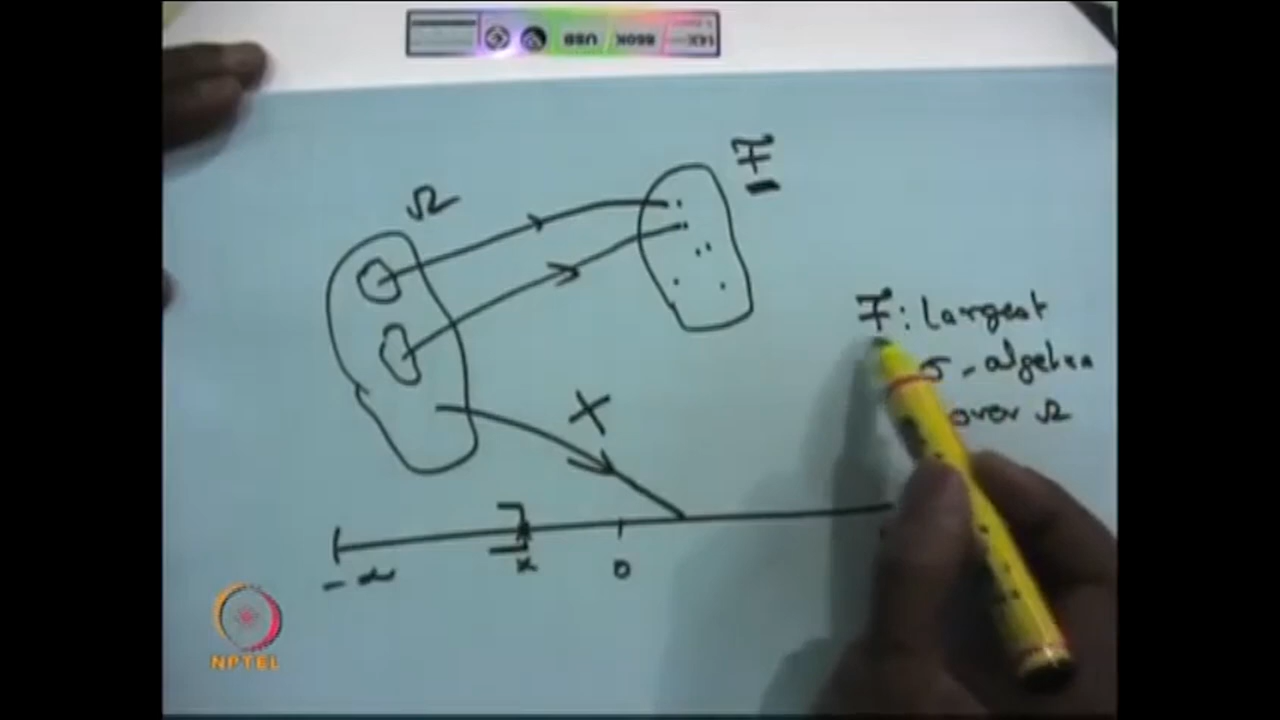 Ω
F
F: largest
σ-algebra
over Ω
X
-∞
x
0
NPTEL